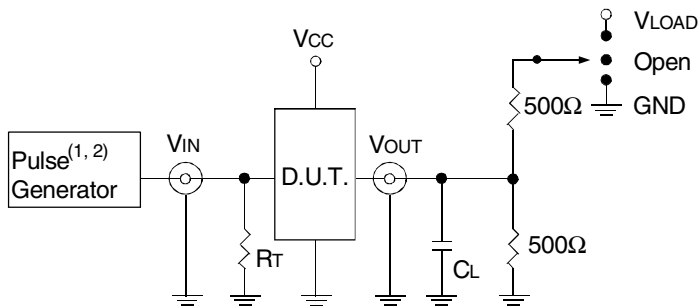 VLOAD
VCC
Open
500Ω
GND
Pulse(1, 2)
Generator
VIN
D.U.T.
VOUT
RT
CL
500Ω